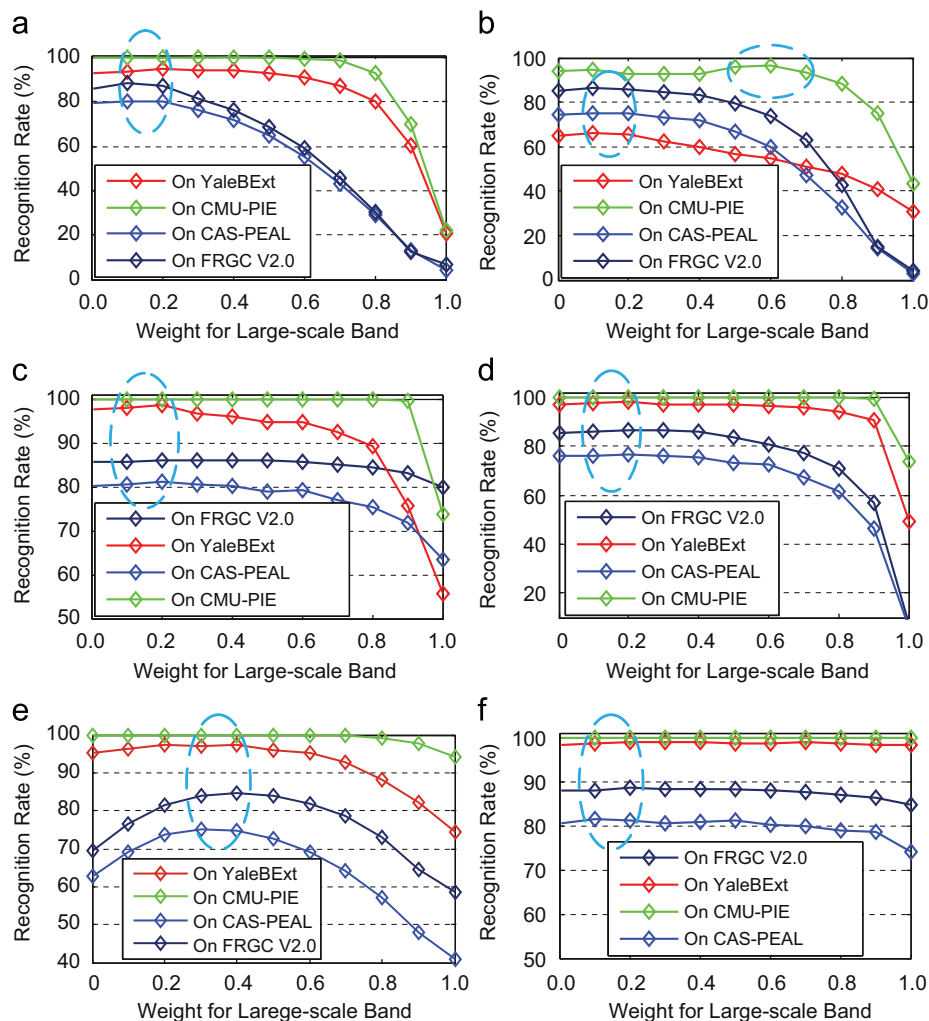 a
Recognition Rate (%)
100
80
60
40
20
0
On YaleBExt
On CMU-PIE
On CAS-PEAL
On FRGC V2.0
0.0 0.2 0.4 0.6 0.8 1.0
Weight for Large-scale Band
b
Recognition Rate (%)
100
80
60
40
20
0
On YaleBExt
On CMU-PIE
On CAS-PEAL
On FRGC V2.0
0 0.2 0.4 0.6 0.8 1.0
Weight for Large-scale Band
c
Recognition Rate (%)
100
90
80
70
60
50
On FRGC V2.0
On YaleBExt
On CAS-PEAL
On CMU-PIE
0.0 0.2 0.4 0.6 0.8 1.0
Weight for Large-scale Band
d
Recognition Rate (%)
100
80
60
40
20
On FRGC V2.0
On YaleBExt
On CAS-PEAL
On CMU-PIE
0.0 0.2 0.4 0.6 0.8 1.0
Weight for Large-scale Band
e
Recognition Rate (%)
100
90
80
70
60
50
40
On YaleBExt
On CMU-PIE
On CAS-PEAL
On FRGC V2.0
0.0 0.2 0.4 0.6 0.8 1.0
Weight for Larege-scale Band
f
Recognition Rate (%)
100
90
80
70
60
50
On FRGC V2.0
On YaleBExt
On CMU-PIE
On CAS-PEAL
0.0 0.2 0.4 0.6 0.8 1.0
Weight for Large-scale Band